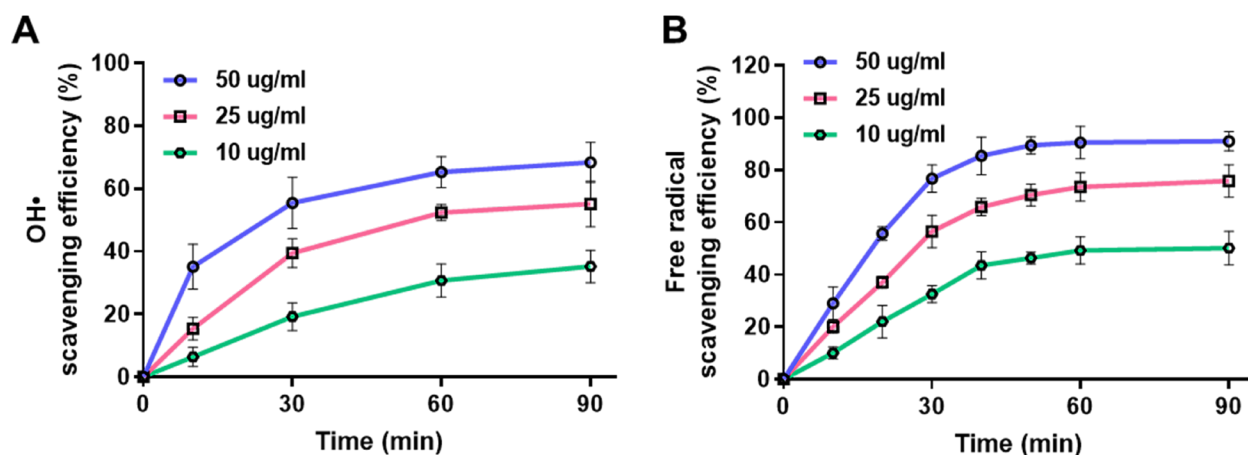 A
OH•
scavenging efficiency (%)
100
80
60
40
20
0
50 ug/ml
25 ug/ml
10 ug/ml
0 30 60 90
Time (min)
B
Free radical
scavenging efficiency (%)
120
100
80
60
40
20
0
50 ug/ml
25 ug/ml
10 ug/ml
0 30 60 90
Time (min)